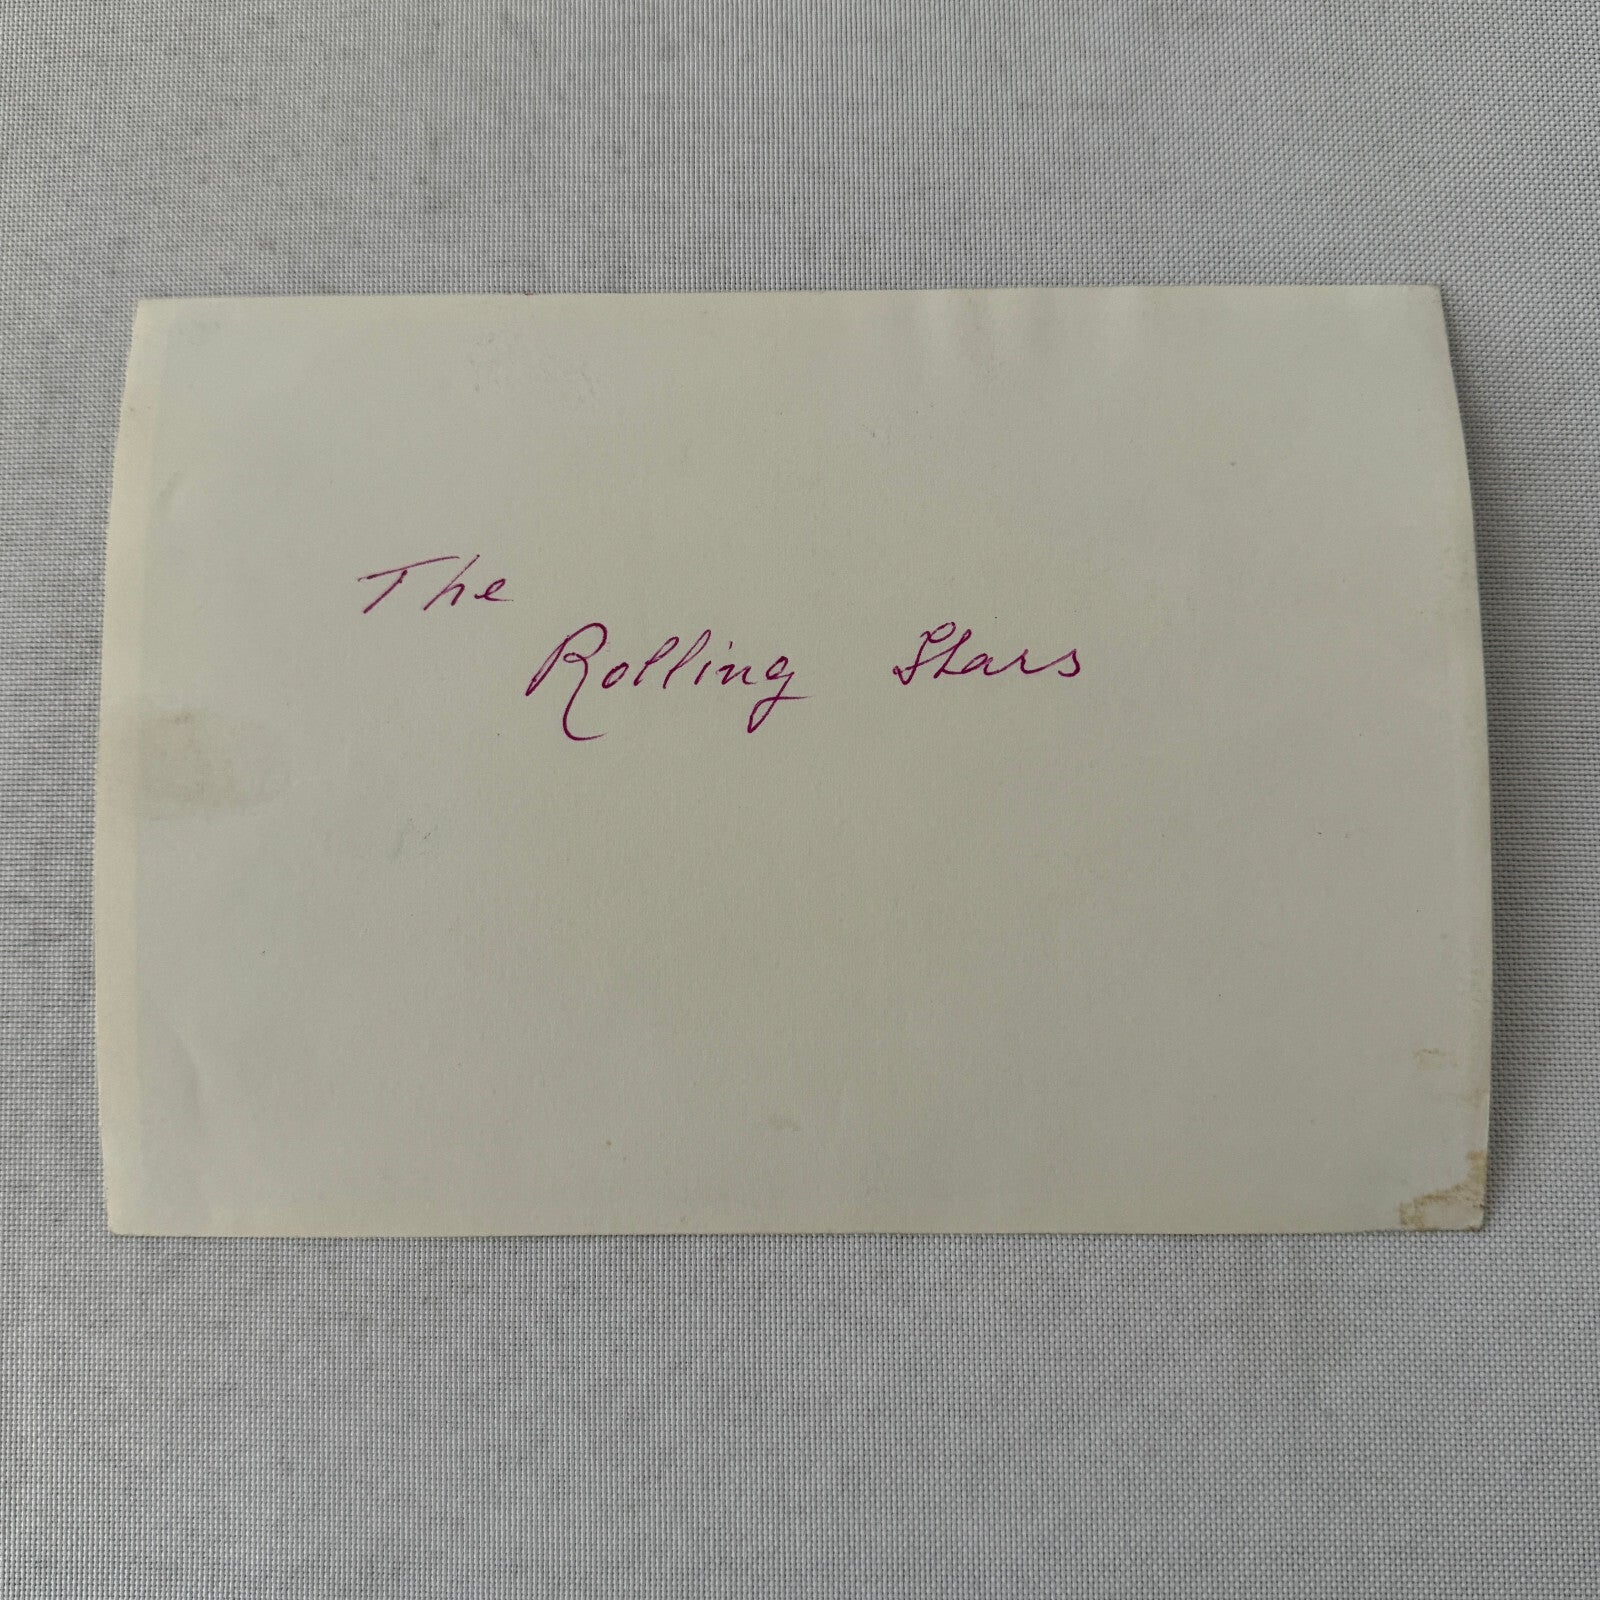 The
Rolling Stars